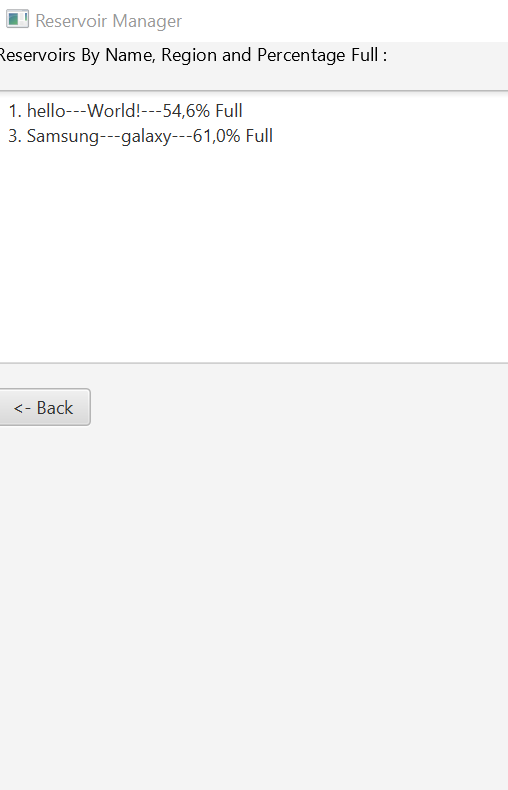 Reservoir Manager
Reservoirs By Name, Region and Percentage Full :
1. hello---World!---54,6% Full
3. Samsung---galaxy---61,0% Full
<- Back